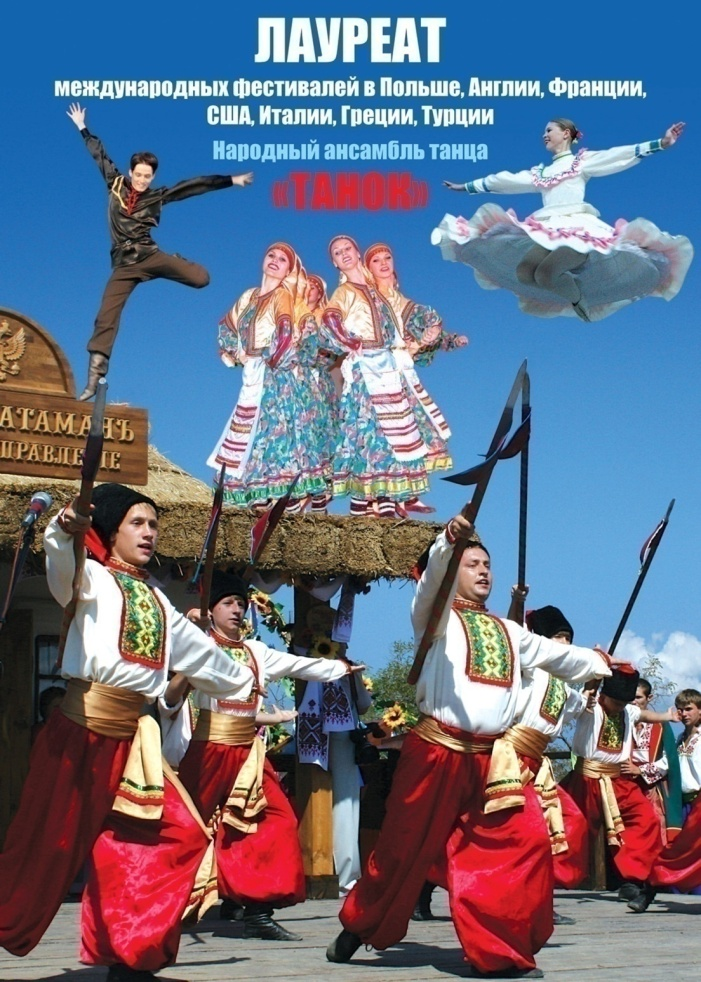 ЛАУРЕАТ
международных фестивалей в Польше, Англии, Франции,
США, Италии, Греции, Турции
Народный ансамбль танца
«ТАНОК»
АТАМАНЪ
ПРАВЛЕНIЕ